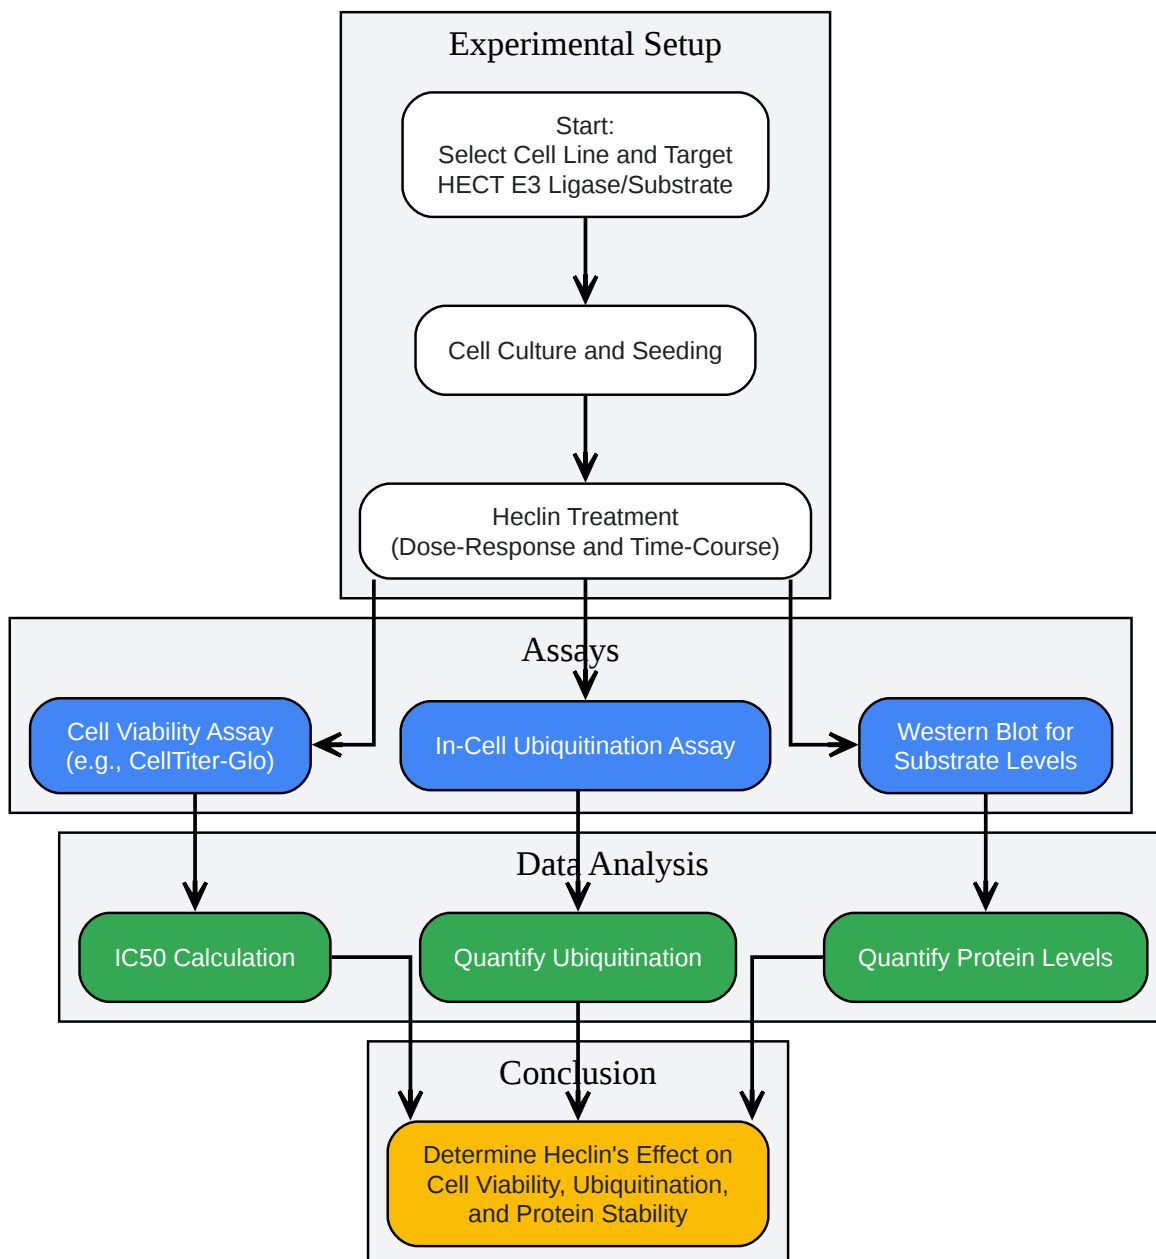 Experimental Setup
Start:
Select Cell Line and Target
HECT E3 Ligase/Substrate
Cell Culture and Seeding
Heclin Treatment
(Dose-Response and Time-Course)
Assays
Cell Viability Assay
(e.g., CellTiter-Glo)
In-Cell Ubiquitination Assay
Western Blot for
Substrate Levels
Data Analysis
IC50 Calculation
Quantify Ubiquitination
Quantify Protein Levels
Conclusion
Determine Heclin's Effect on
Cell Viability, Ubiquitination,
and Protein Stability